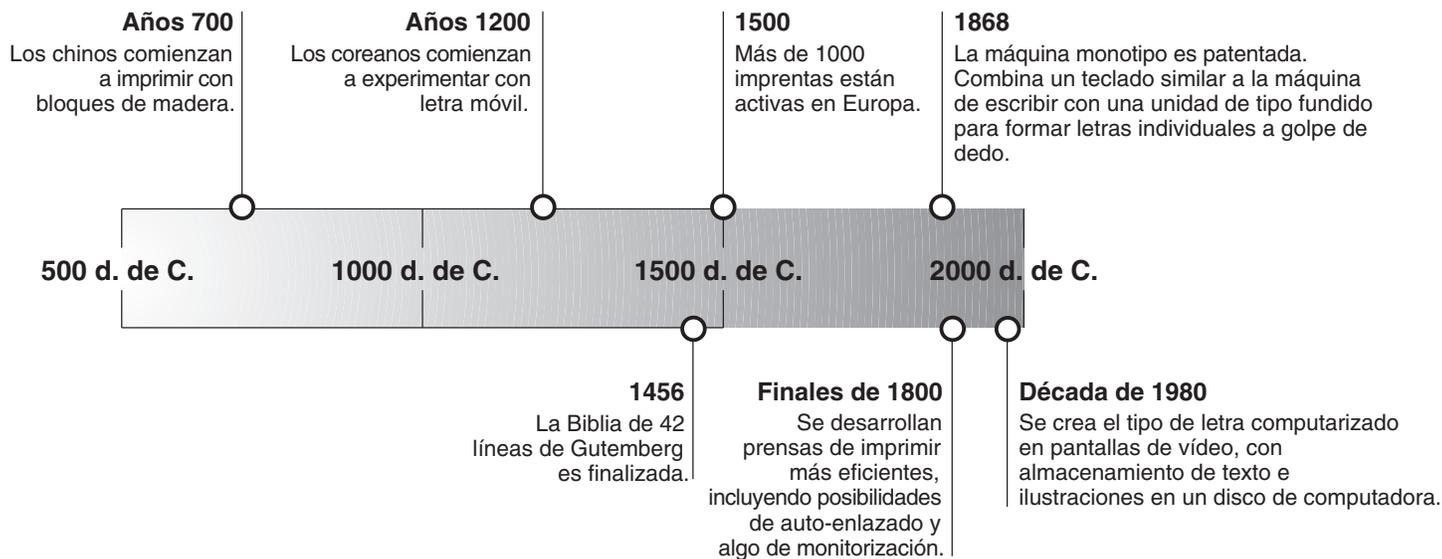 Años 700
Los chinos comienzan
a imprimir con
bloques de madera.
Años 1200
Los coreanos comienzan
a experimentar con
letra móvil.
1500
Más de 1000
imprentas están
activas en Europa.
1868
La máquina monotipo es patentada.
Combina un teclado similar a la máquina
de escribir con una unidad de tipo fundido
para formar letras individuales a golpe de
dedo.
500 d. de C.
1000 d. de C.
1500 d. de C.
2000 d. de C.
1456
La Biblia de 42
líneas de Gutemberg
es finalizada.
Finales de 1800
Se desarrollan
prensas de imprimir
más eficientes,
incluyendo posibilidades
de auto-enlazado y
algo de monitorización.
Década de 1980
Se crea el tipo de letra computarizado
en pantallas de vídeo, con
almacenamiento de texto e
ilustraciones en un disco de computadora.